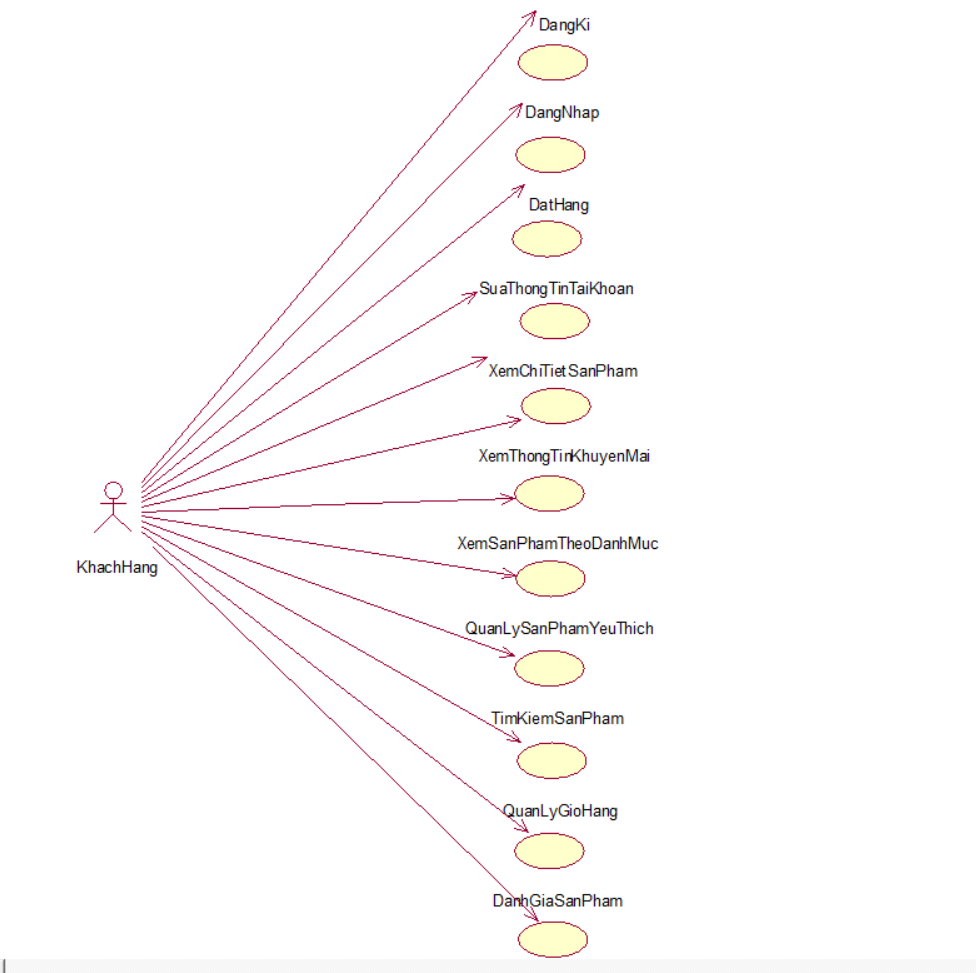 DangKi
DangNhap
DatHang
SuaThongTinTaiKhoan
XemChiTietSanPham
XemThongTinKhuyenMai
XemSanPhamTheoDanhMuc
KhachHang
QuanLySanPhamYeuThich
TimKiemSanPham
QuanLyGioHang
DanhGiaSanPham